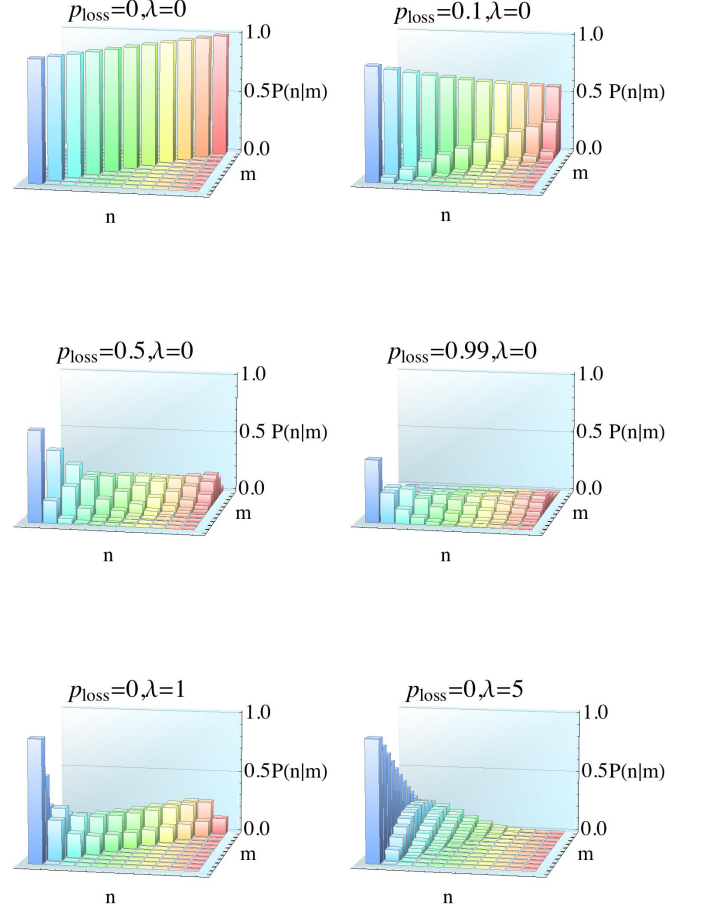 p_loss=0,λ=0
1.0
0.5P(n|m)
0.0
m
n
p_loss=0.1,λ=0
1.0
0.5 P(n|m)
0.0
m
n
p_loss=0.5,λ=0
1.0
0.5 P(n|m)
0.0
m
n
p_loss=0.99,λ=0
1.0
0.5 P(n|m)
0.0
m
n
p_loss=0,λ=1
1.0
0.5P(n|m)
0.0
m
n
p_loss=0,λ=5
1.0
0.5P(n|m)
0.0
m
n